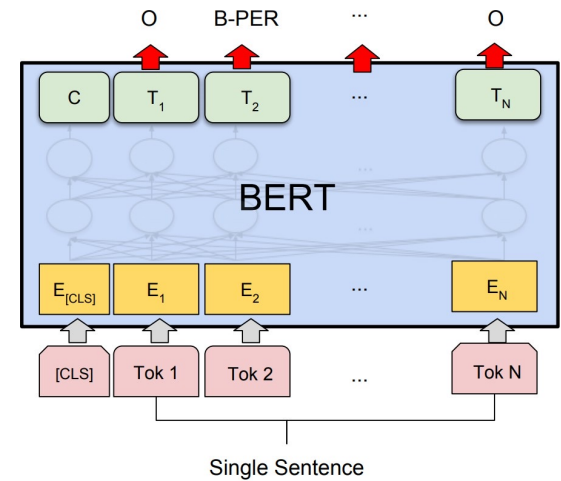 O B-PER ... O
C T1 T2 ... TN
...
BERT
...
E[CLS] E1 E2 ... EN
[CLS] Tok 1 Tok 2 ... Tok N
Single Sentence